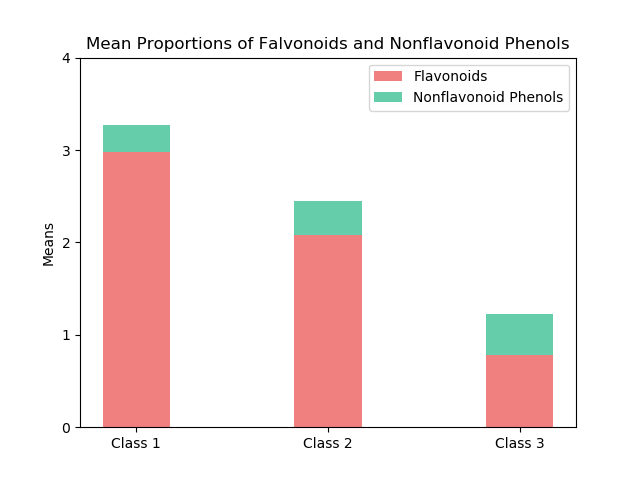 Mean Proportions of Falvonoids and Nonflavonoid Phenols
Flavonoids
Nonflavonoid Phenols
Means
4
3
2
1
0
Class 1
Class 2
Class 3